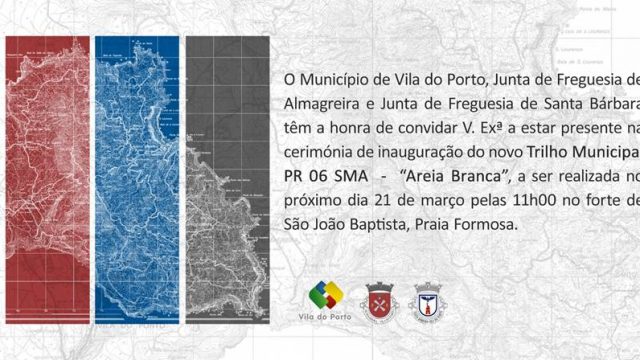 O Município de Vila do Porto, Junta de Freguesia de
Almagreira e Junta de Freguesia de Santa Bárbara
têm a honra de convidar V. Exª a estar presente na
cerimónia de inauguração do novo Trilho Municipal
PR 06 SMA - “Areia Branca”, a ser realizada no
próximo dia 21 de março pelas 11h00 no forte de
São João Baptista, Praia Formosa.
Vila do Porto